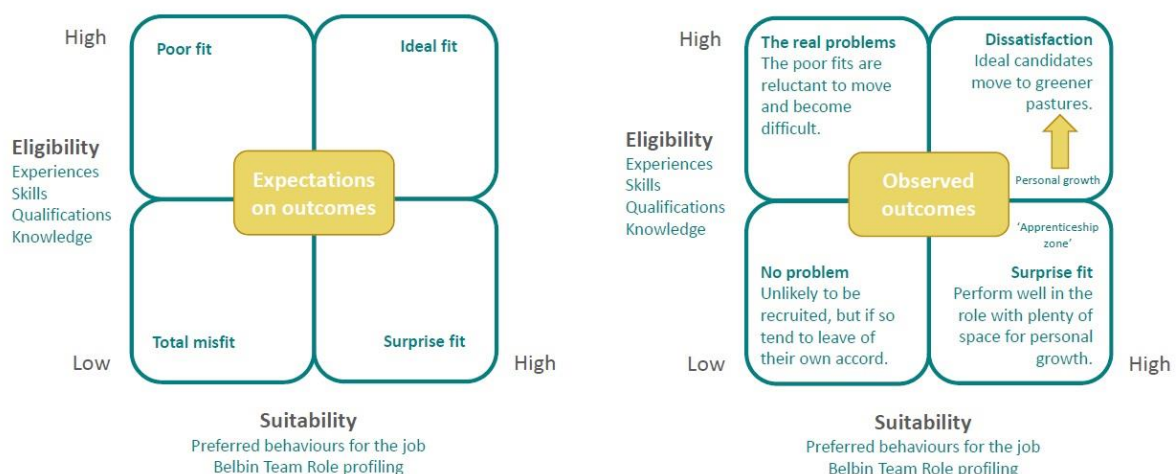 High
Poor fit
Ideal fit
Eligibility
Experiences
Skills
Qualifications
Knowledge
Expectations
on outcomes
Total misfit
Surprise fit
Low
High
Suitability
Preferred behaviours for the job
Belbin Team Role profiling
High
The real problems
The poor fits are
reluctant to move
and become
difficult.
Dissatisfaction
Ideal candidates
move to greener
pastures.
Personal growth
Eligibility
Experiences
Skills
Qualifications
Knowledge
Observed
outcomes
'Apprenticeship
zone'
No problem
Unlikely to be
recruited, but if so
tend to leave of
their own accord.
Surprise fit
Perform well in the
role with plenty of
space for personal
growth.
Low
High
Suitability
Preferred behaviours for the job
Belbin Team Role profiling